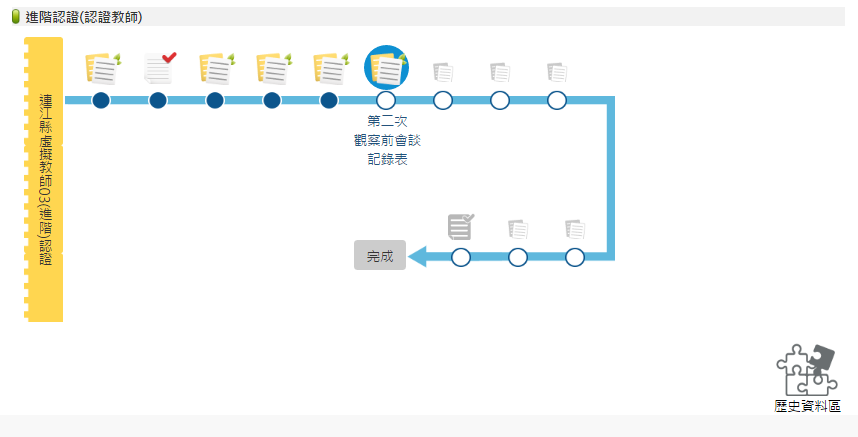 進階認證(認證教師)
連江縣虛擬教師03(進階)認證
第二次
觀察前會談
記錄表
完成
歷史資料區